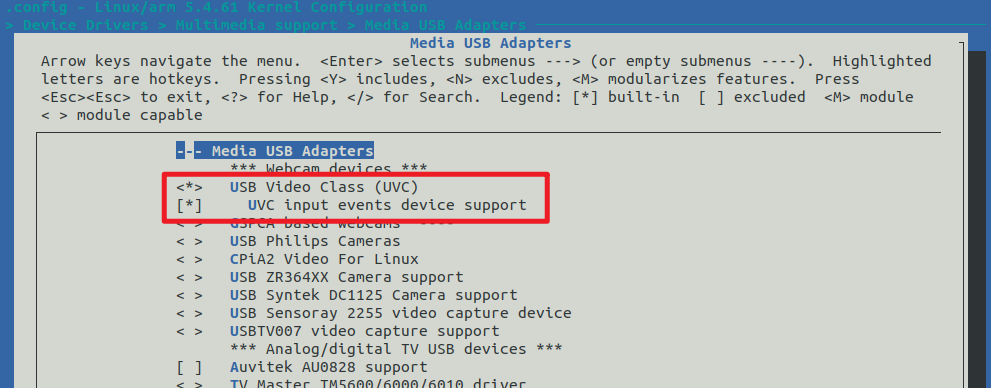 .config - Linux/arm 5.4.61 Kernel Configuration
> Device Drivers > Multimedia support > Media USB Adapters
Media USB Adapters
Arrow keys navigate the menu.  <Enter> selects submenus ---> (or empty submenus ----).  Highlighted
letters are hotkeys.  Pressing <Y> includes, <N> excludes, <M> modularizes features.  Press
<Esc><Esc> to exit, <?> for Help, </> for Search.  Legend: [*] built-in  [ ] excluded  <M> module
< > module capable
--- Media USB Adapters
*** Webcam devices ***
<*>   USB Video Class (UVC)
[*]     UVC input events device support
< >   GSPCA based webcams  ----
< >   USB Philips Cameras
< >   CPiA2 Video For Linux
< >   USB ZR364XX Camera support
< >   USB Syntek DC1125 Camera support
< >   USB Sensoray 2255 video capture device
< >   USBTV007 video capture support
*** Analog/digital TV USB devices ***
[ ]   Auvitek AU0828 support
< >   TV Master TM5600/6000/6010 driver